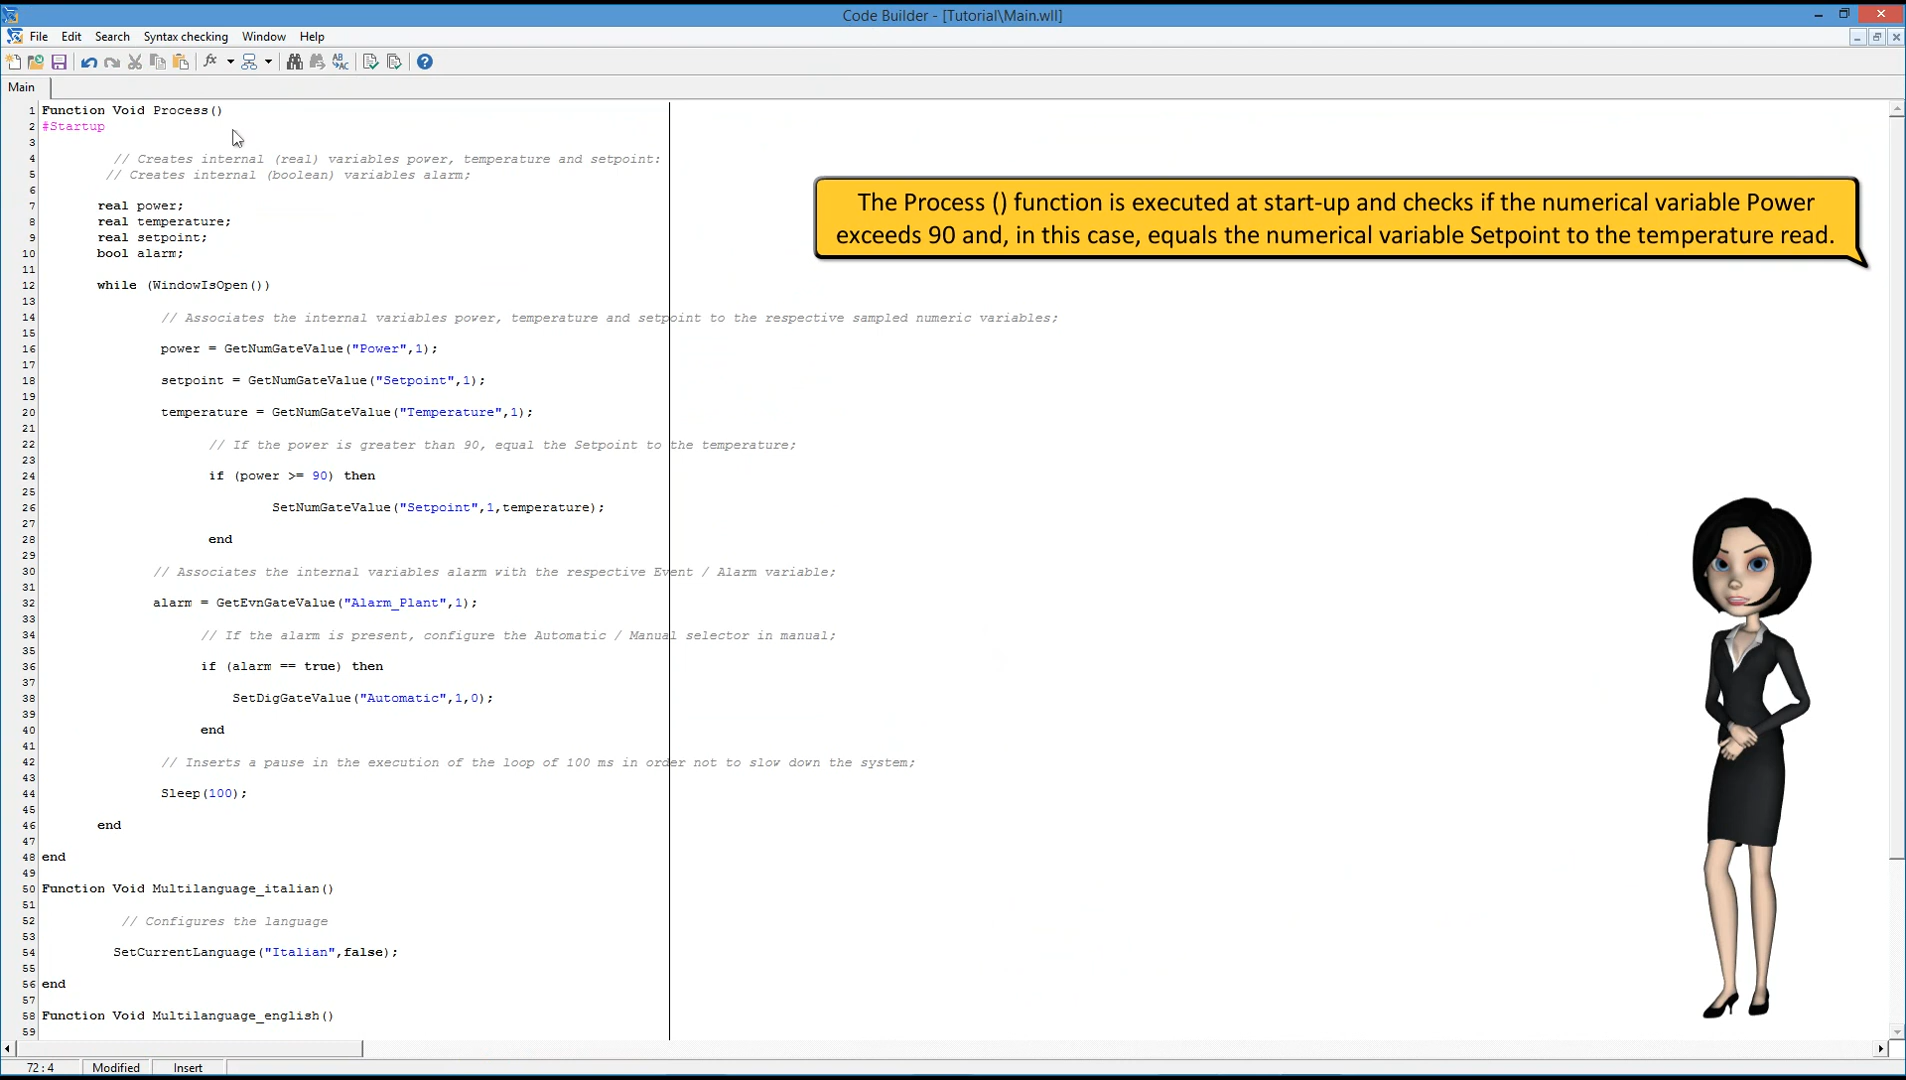 Code Builder - [Tutorial\Main.wll]
File Edit Search Syntax checking Window Help
Main
1 Function Void Process()
2 #Startup
3
4 // Creates internal (real) variables power, temperature and setpoint:
5 // Creates internal (boolean) variables alarm;
6
7 real power;
8 real temperature;
9 real setpoint;
10 bool alarm;
11
12 while (WindowIsOpen())
13
14 // Associates the internal variables power, temperature and setpoint to the respective sampled numeric variables;
15
16 power = GetNumGateValue("Power",1);
17
18 setpoint = GetNumGateValue("Setpoint",1);
19
20 temperature = GetNumGateValue("Temperature",1);
21
22 // If the power is greater than 90, equal the Setpoint to the temperature;
23
24 if (power >= 90) then
25
26 SetNumGateValue("Setpoint",1,temperature);
27
28 end
29
30 // Associates the internal variables alarm with the respective Event / Alarm variable;
31
32 alarm = GetEvnGateValue("Alarm_Plant",1);
33
34 // If the alarm is present, configure the Automatic / Manual selector in manual;
35
36 if (alarm == true) then
37
38 SetDigGateValue("Automatic",1,0);
39
40 end
41
42 // Inserts a pause in the execution of the loop of 100 ms in order not to slow down the system;
43
44 Sleep(100);
45
46 end
47
48 end
49
50 Function Void Multilanguage_italian()
51
52 // Configures the language
53
54 SetCurrentLanguage("Italian",false);
55
56 end
57
58 Function Void Multilanguage_english()
59
The Process () function is executed at start-up and checks if the numerical variable Power
exceeds 90 and, in this case, equals the numerical variable Setpoint to the temperature read.
72:4 Modified Insert